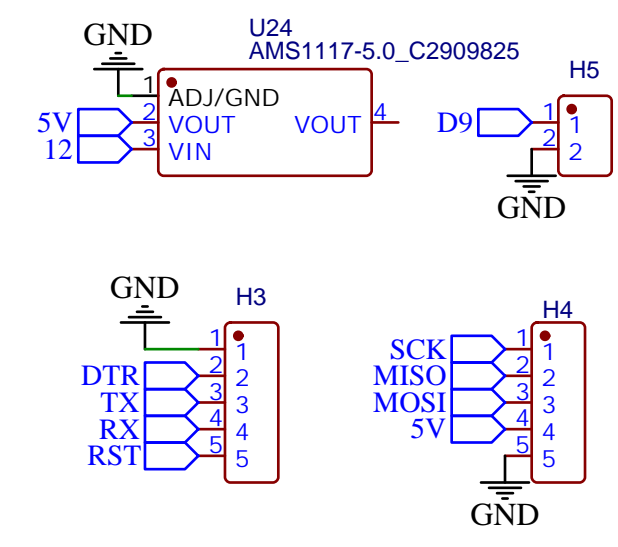 GND
U24
AMS1117-5.0_C2909825
1
ADJ/GND
5V
2
VOUT
VOUT
4
12
3
VIN
H5
D9
1
1
2
2
GND
GND
H3
1
1
DTR
2
2
TX
3
3
RX
4
4
RST
5
5
H4
SCK
1
1
MISO
2
2
MOSI
3
3
5V
4
4
5
5
GND